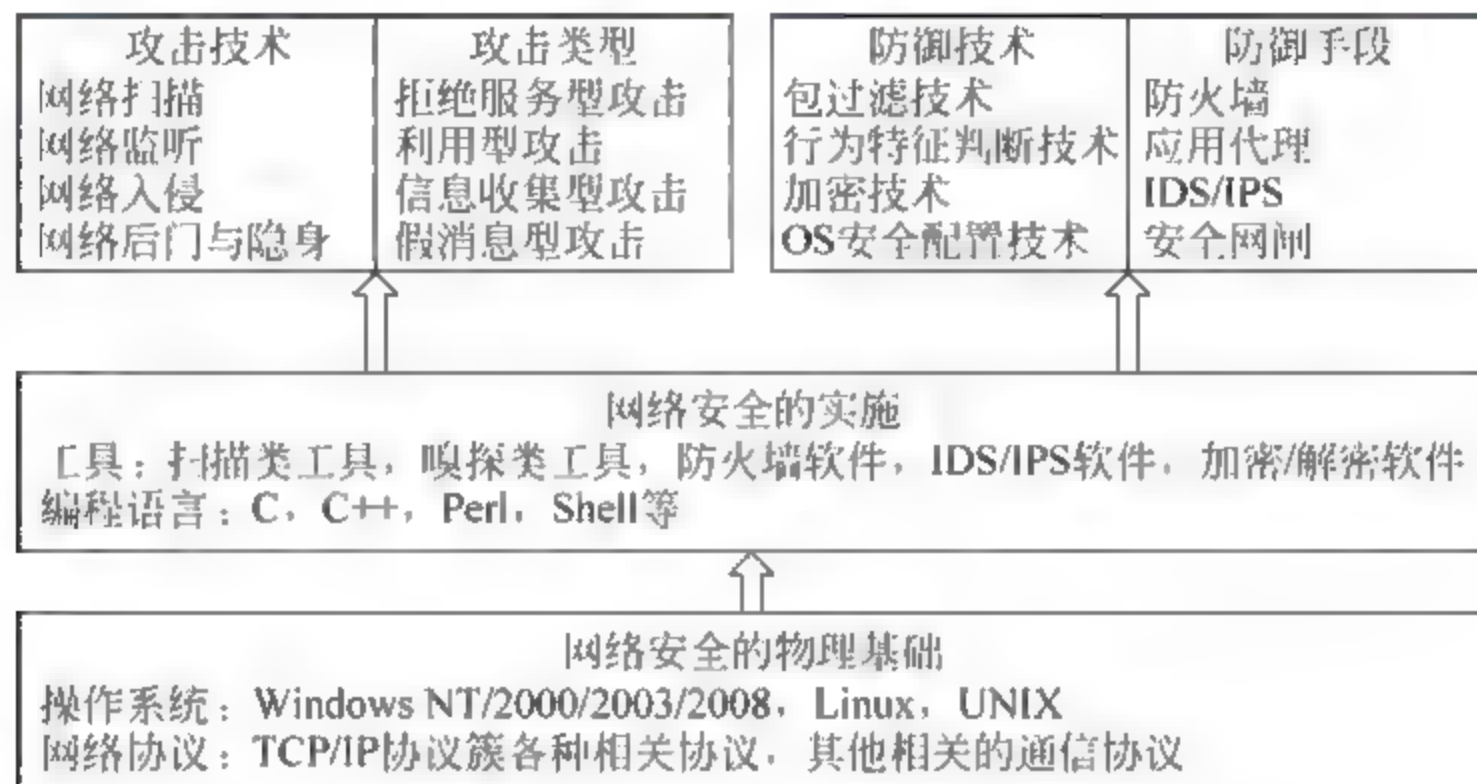 攻击技术
网络扫描
网络监听
网络入侵
网络后门与隐身
攻击类型
拒绝服务型攻击
利用型攻击
信息收集型攻击
假消息型攻击
防御技术
包过滤技术
行为特征判断技术
加密技术
OS安全配置技术
防御手段
防火墙
应用代理
IDS/IPS
安全网闸
网络安全的实施
工具：扫描类工具，嗅探类工具，防火墙软件，IDS/IPS软件，加密/解密软件
编程语言：C，C++，Perl，Shell等
网络安全的物理基础
操作系统：Windows NT/2000/2003/2008，Linux，UNIX
网络协议：TCP/IP协议簇各种相关协议，其他相关的通信协议